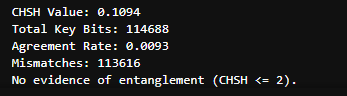 CHSH Value: 0.1094
Total Key Bits: 114688
Agreement Rate: 0.0093
Mismatches: 113616
No evidence of entanglement (CHSH <= 2).